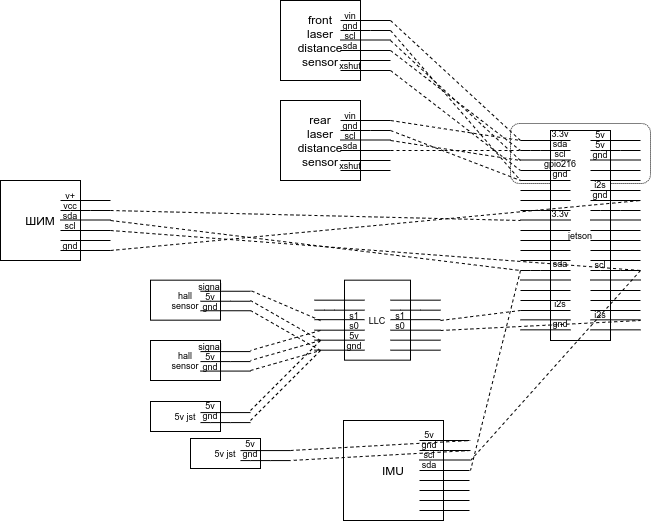 front
laser
distance
sensor
vin
gnd
scl
sda
xshut
rear
laser
distance
sensor
vin
gnd
scl
sda
xshut
3.3v
sda
scl
gpio216
gnd
3.3v
sda
i2s
gnd
jetson
5v
5v
gnd
i2s
gnd
scl
i2s
ШИМ
v+
vcc
sda
scl
gnd
hall
sensor
signa
5v
gnd
hall
sensor
signa
5v
gnd
5v jst
5v
gnd
5v jst
5v
gnd
LLC
s1
s0
5v
gnd
s1
s0
IMU
5v
gnd
scl
sda